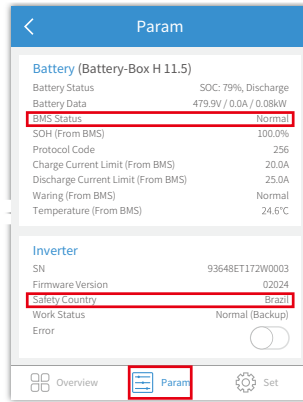 Param
Battery (Battery-Box H 11.5)
Battery Status SOC: 79%, Discharge
Battery Data 479.9V / 0.0A / 0.08kW
BMS Status Normal
SOH (From BMS) 100.0%
Protocol Code 256
Charge Current Limit (From BMS) 20.0A
Discharge Current Limit (From BMS) 25.0A
Waring (From BMS) Normal
Temperature (From BMS) 24.6°C
Inverter
SN 93648ET172W0003
Firmware Version 02024
Safety Country Brazil
Work Status Normal (Backup)
Error
Overview Param Set